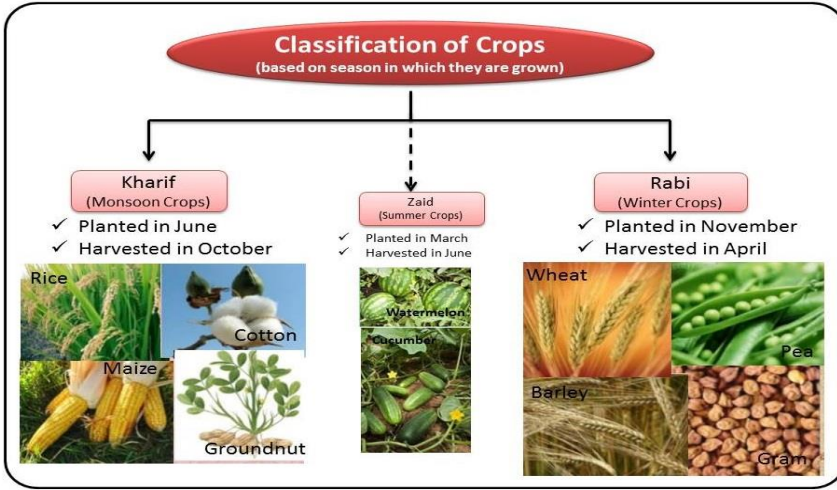 Classification of Crops
(based on season in which they are grown)
Kharif
(Monsoon Crops)
✓ Planted in June
✓ Harvested in October
Rice
Cotton
Maize
Groundnut
Zaid
(Summer Crops)
✓ Planted in March
✓ Harvested in June
Watermelon
Cucumber
Rabi
(Winter Crops)
✓ Planted in November
✓ Harvested in April
Wheat
Pea
Barley
Gram